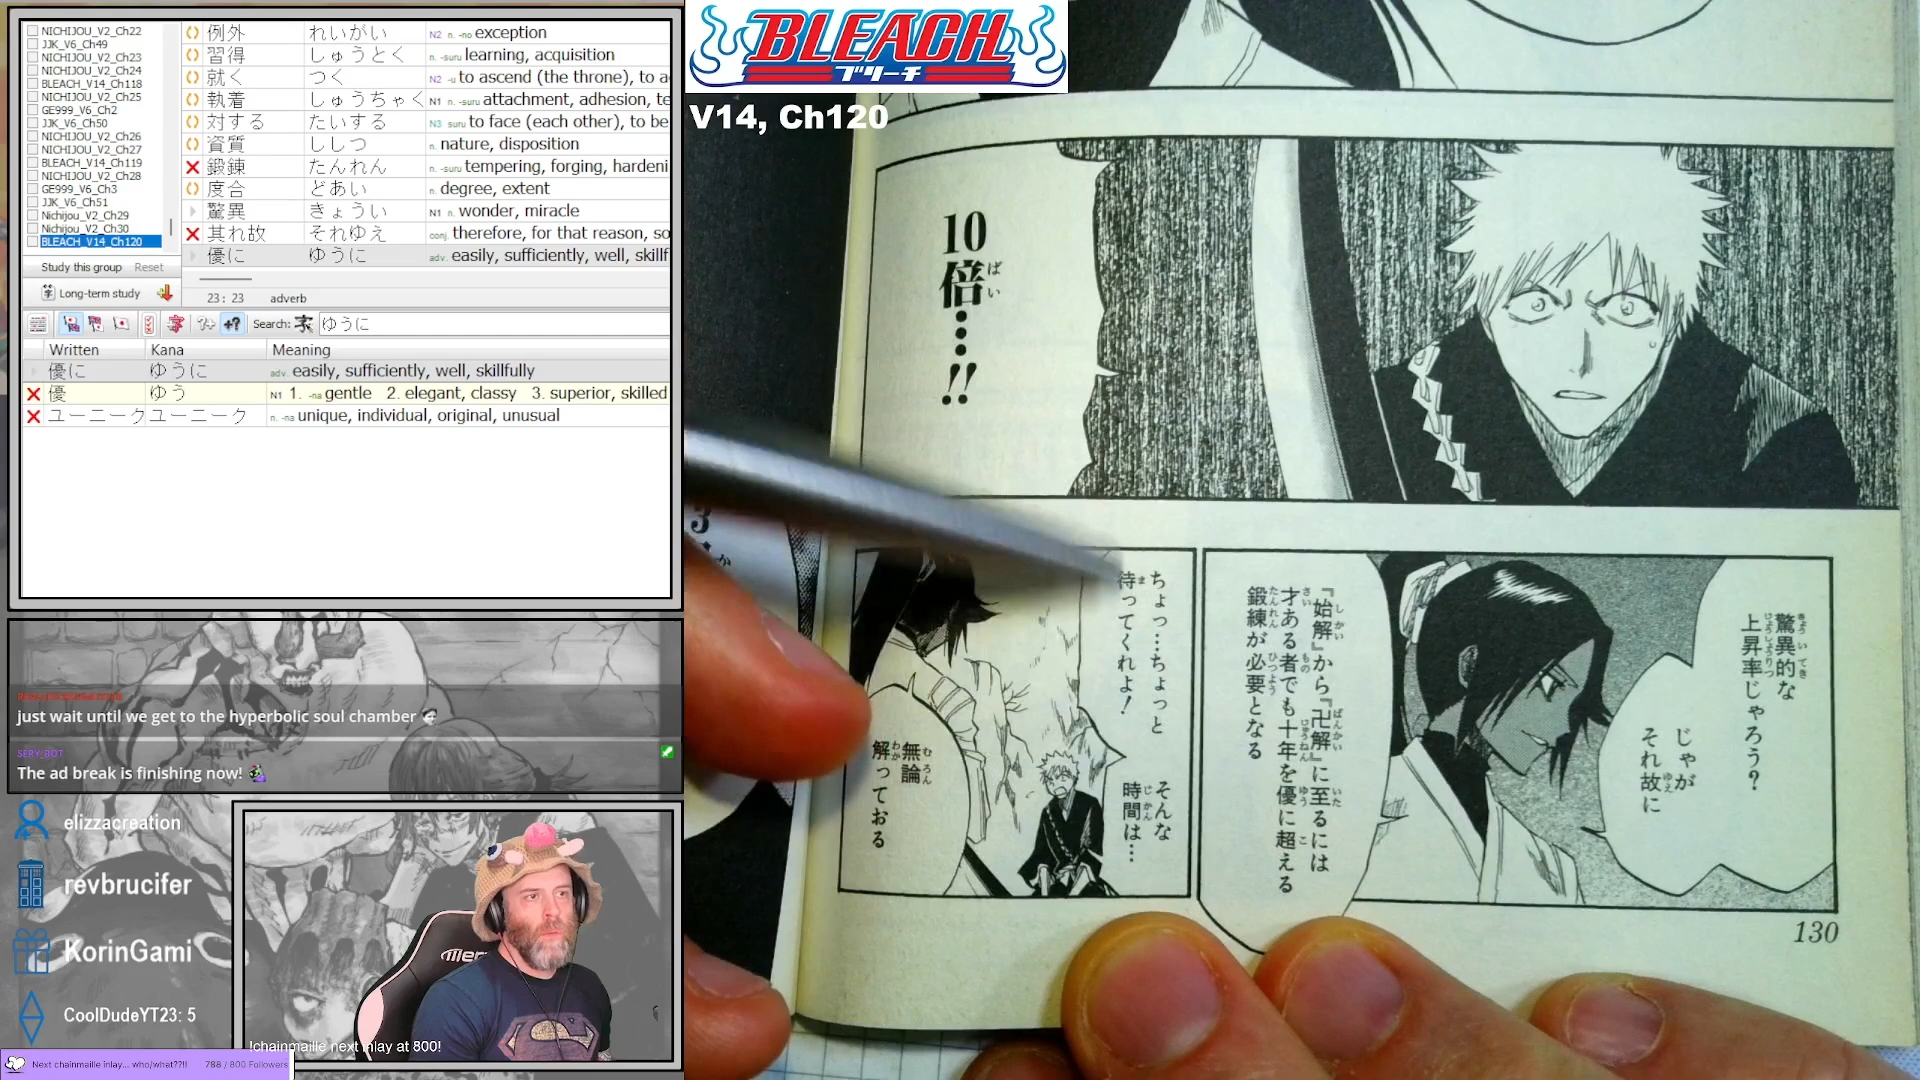 NICHIJOU_V2_Ch22
JJK_V6_Ch49
NICHIJOU_V2_Ch23
NICHIJOU_V2_Ch24
BLEACH_V14_Ch118
NICHIJOU_V2_Ch25
GE999_V6_Ch2
JJK_V6_Ch50
NICHIJOU_V2_Ch26
NICHIJOU_V2_Ch27
BLEACH_V14_Ch119
NICHIJOU_V2_Ch28
GE999_V6_Ch3
JJK_V6_Ch51
Nichijou_V2_Ch29
Nichijou_V2_Ch30
BLEACH_V14_Ch120
Study this group Reset
Long-term study
例外 れいがい N2 n. -no exception
習得 しゅうとく n. -suru learning, acquisition
就く つく N2 -u to ascend (the throne), to a
執着 しゅうちゃく N1 n. -suru attachment, adhesion, te
対する たいする N3 suru to face (each other), to be
資質 ししつ n. nature, disposition
鍛錬 たんれん n. -suru tempering, forging, hardeni
度合 どあい n. degree, extent
驚異 きょうい N1 n. wonder, miracle
其れ故 それゆえ conj. therefore, for that reason, so
優に ゆうに adv. easily, sufficiently, well, skillf
23: 23 adverb
Search: 字 ゆうに
Written Kana Meaning
優に ゆうに adv. easily, sufficiently, well, skillfully
優 ゆう N1 1. -na gentle 2. elegant, classy 3. superior, skilled
ユーニーク ユーニーク n. -na unique, individual, original, unusual
just wait until we get to the hyperbolic soul chamber
SERY_BOT
The ad break is finishing now!
elizzacreation
revbrucifer
KorinGami
CoolDudeYT23: 5
!chainmaille next inlay at 800!
Next chainmaille inlay... who/what??!! 788 / 800 Followers
BLEACH
ブリーチ
V14, Ch120
10倍…!!
驚異的な
上昇率じゃろう？
じゃが
それ故に
『始解』から『卍解』に至るには
才ある者でも十年を優に超える
鍛練が必要となる
ちょっ…ちょっと
待ってくれよ！
そんな
時間は…
無論
解っておる
130